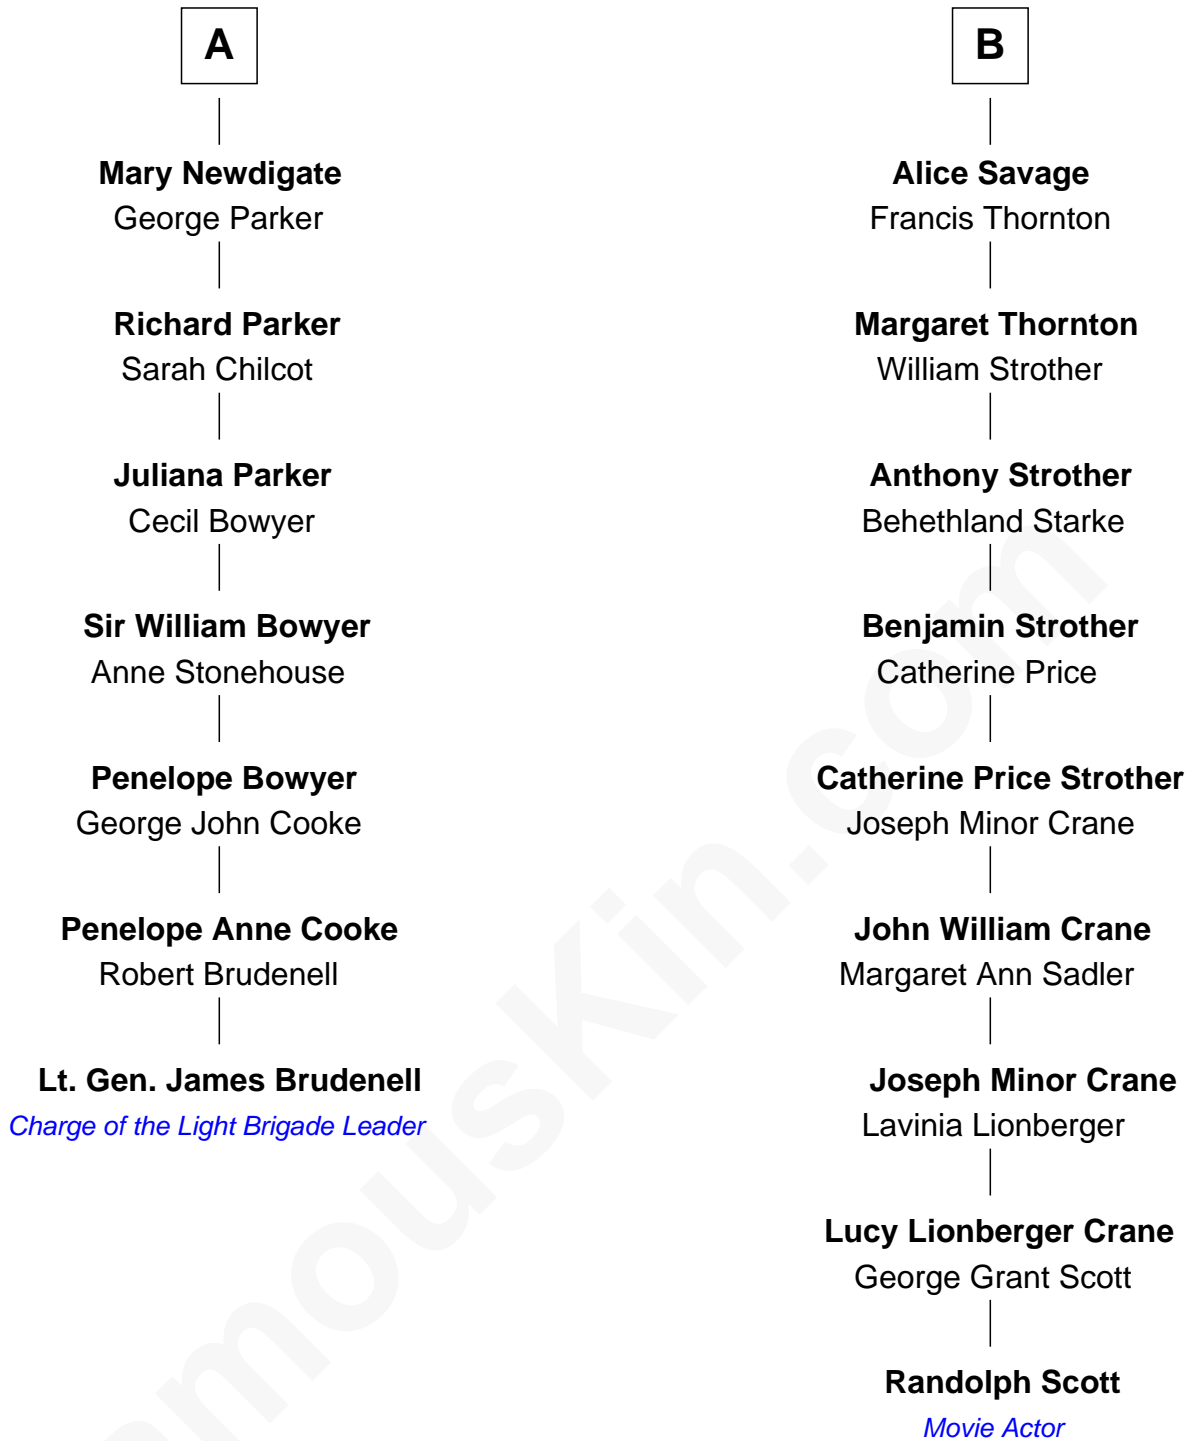 A
Mary Newdigate
George Parker
Richard Parker
Sarah Chilcot
Juliana Parker
Cecil Bowyer
Sir William Bowyer
Anne Stonehouse
Penelope Bowyer
George John Cooke
Penelope Anne Cooke
Robert Brudenell
Lt. Gen. James Brudenell
Charge of the Light Brigade Leader
B
Alice Savage
Francis Thornton
Margaret Thornton
William Strother
Anthony Strother
Behethland Starke
Benjamin Strother
Catherine Price
Catherine Price Strother
Joseph Minor Crane
John William Crane
Margaret Ann Sadler
Joseph Minor Crane
Lavinia Lionberger
Lucy Lionberger Crane
George Grant Scott
Randolph Scott
Movie Actor